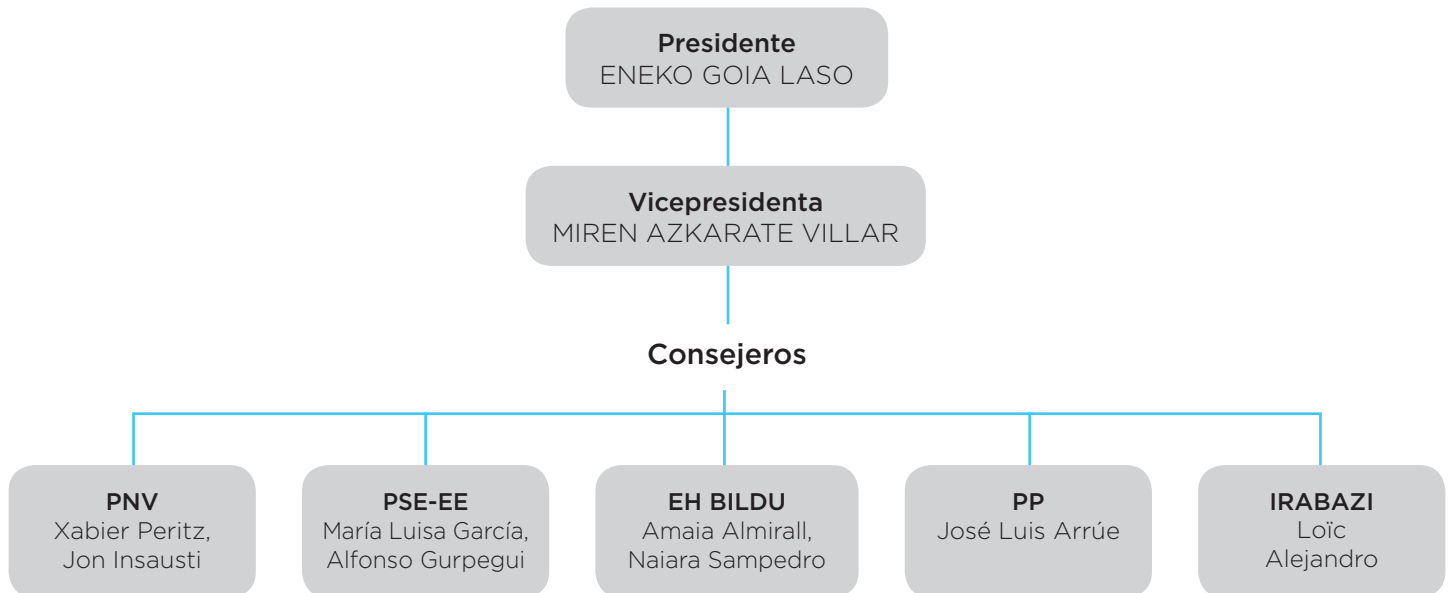 Presidente
ENEKO GOIA LASO
Vicepresidenta
MIREN AZKARATE VILLAR
Consejeros
PNV
Xabier Peritz,
Jon Insausti
PSE-EE
María Luisa García,
Alfonso Gurpegui
EH BILDU
Amaia Almirall,
Naiara Sampedro
PP
José Luis Arrúe
IRABAZI
Loïc
Alejandro